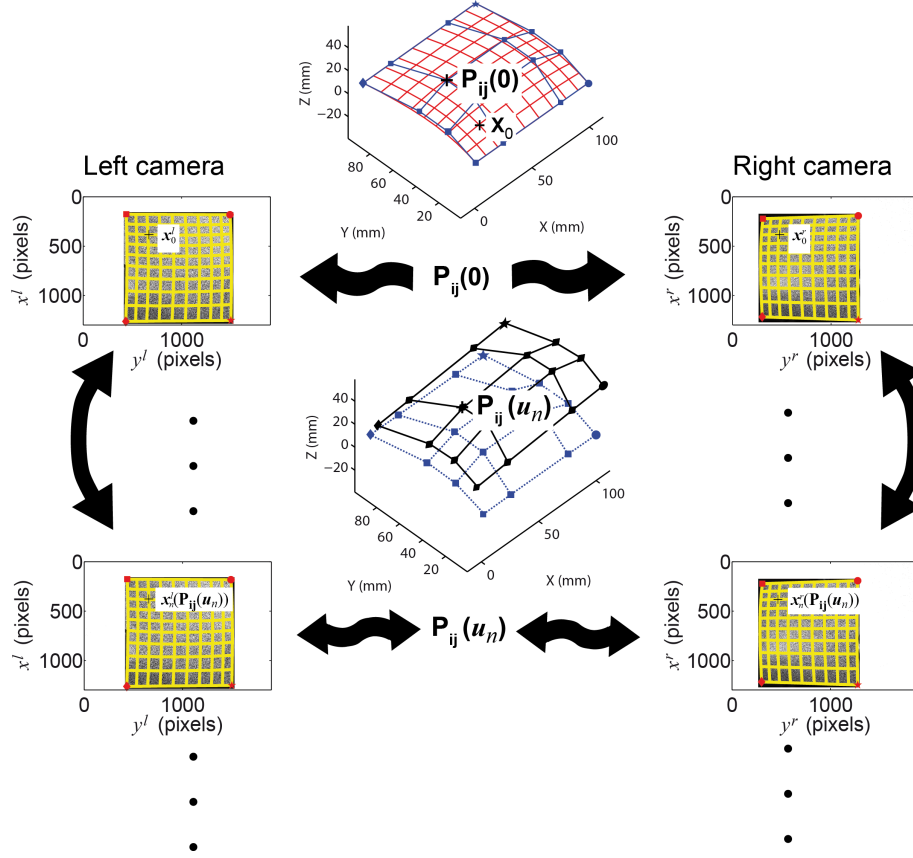 40
20
0
−20
Z (mm)
P_ij(0)
X_0
80
60
40
20
0
50
100
Y (mm)
X (mm)
Left camera
Right camera
0
500
1000
x^l (pixels)
x_0^l
0
1000
y^l (pixels)
P_ij(0)
0
500
1000
x^r (pixels)
x_0^r
0
1000
y^r (pixels)
40
20
0
−20
Z (mm)
P_ij(u_n)
80
60
40
20
0
50
100
Y (mm)
X (mm)
0
500
1000
x^l (pixels)
x_n^l(P_ij(u_n))
0
1000
y^l (pixels)
P_ij(u_n)
0
500
1000
x^r (pixels)
x_n^r(P_ij(u_n))
0
1000
y^r (pixels)